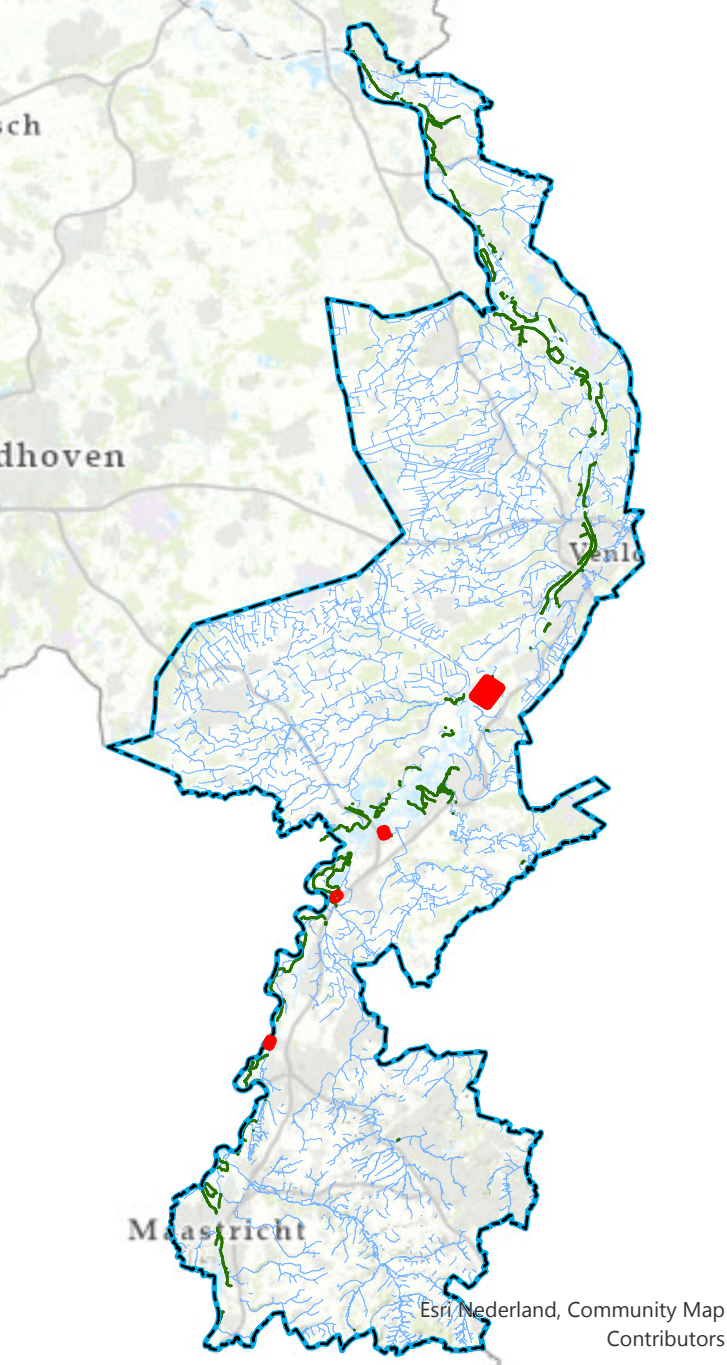 sch
dhoven
Venlo
Maastricht
Esri Nederland, Community Map
Contributors